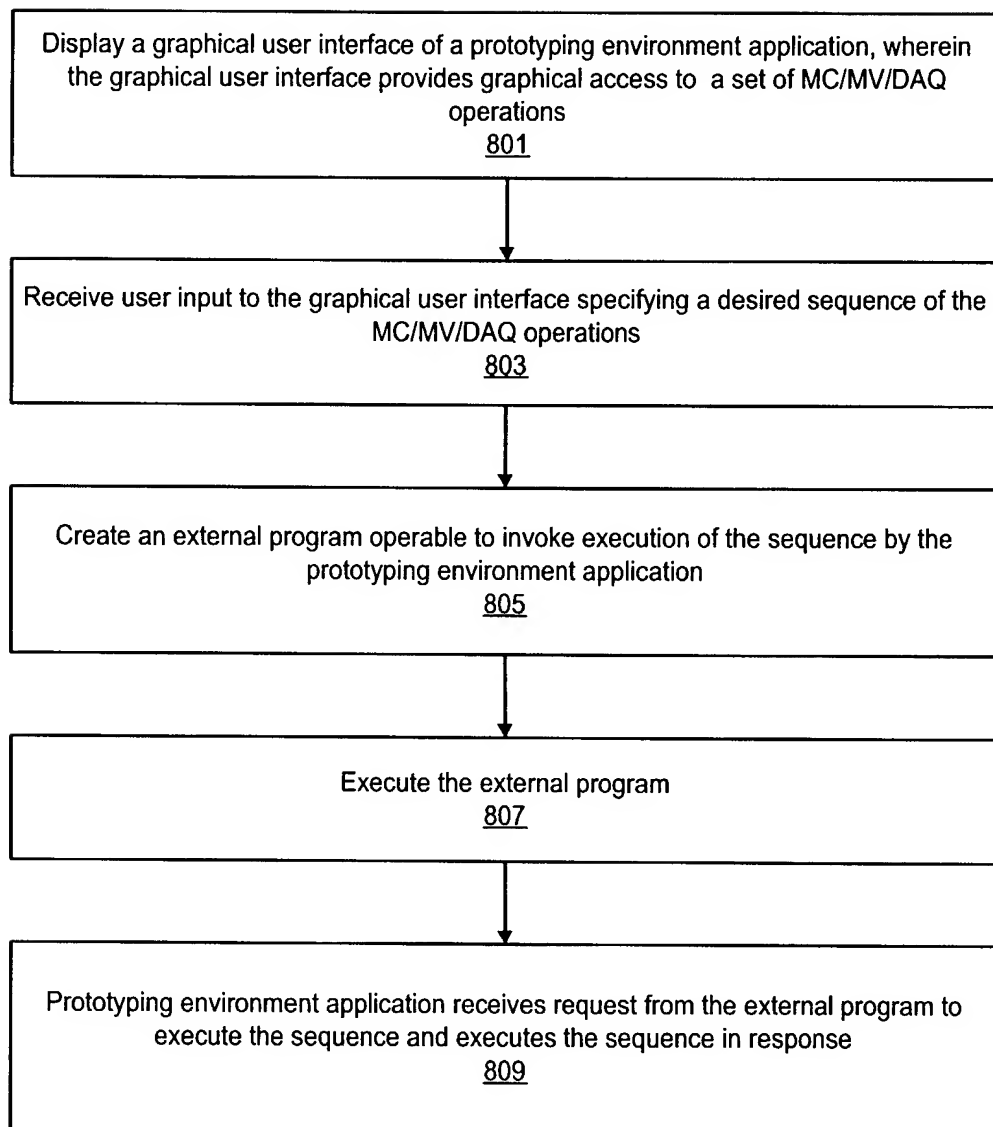 Display a graphical user interface of a prototyping environment application, wherein
the graphical user interface provides graphical access to a set of MC/MV/DAQ
operations
801
Receive user input to the graphical user interface specifying a desired sequence of the
MC/MV/DAQ operations
803
Create an external program operable to invoke execution of the sequence by the
prototyping environment application
805
Execute the external program
807
Prototyping environment application receives request from the external program to
execute the sequence and executes the sequence in response
809